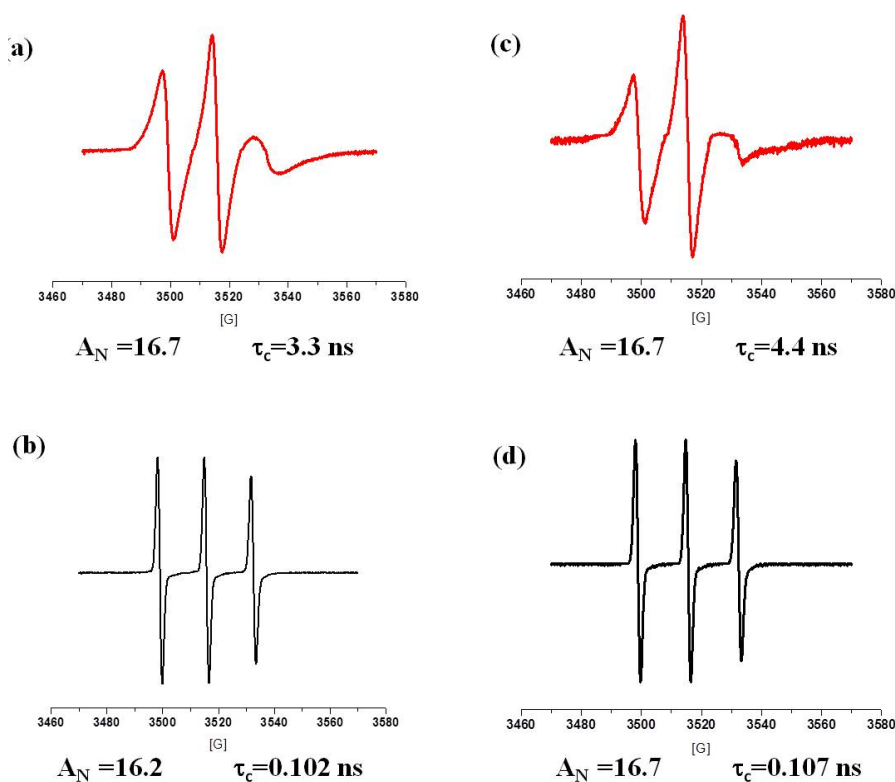 (a)
3460 3480 3500 3520 3540 3560 3580
[G]
A_N =16.7 τ_c=3.3 ns
(c)
3460 3480 3500 3520 3540 3560 3580
[G]
A_N =16.7 τ_c=4.4 ns
(b)
3460 3480 3500 3520 3540 3560 3580
[G]
A_N =16.2 τ_c=0.102 ns
(d)
3460 3480 3500 3520 3540 3560 3580
[G]
A_N =16.7 τ_c=0.107 ns